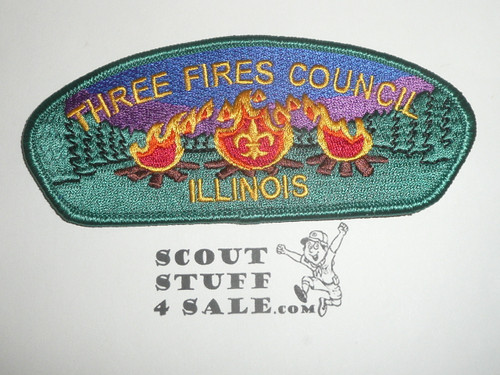 THREE FIRES COUNCIL
ILLINOIS
SCOUT
STUFF
4 SALE.COM